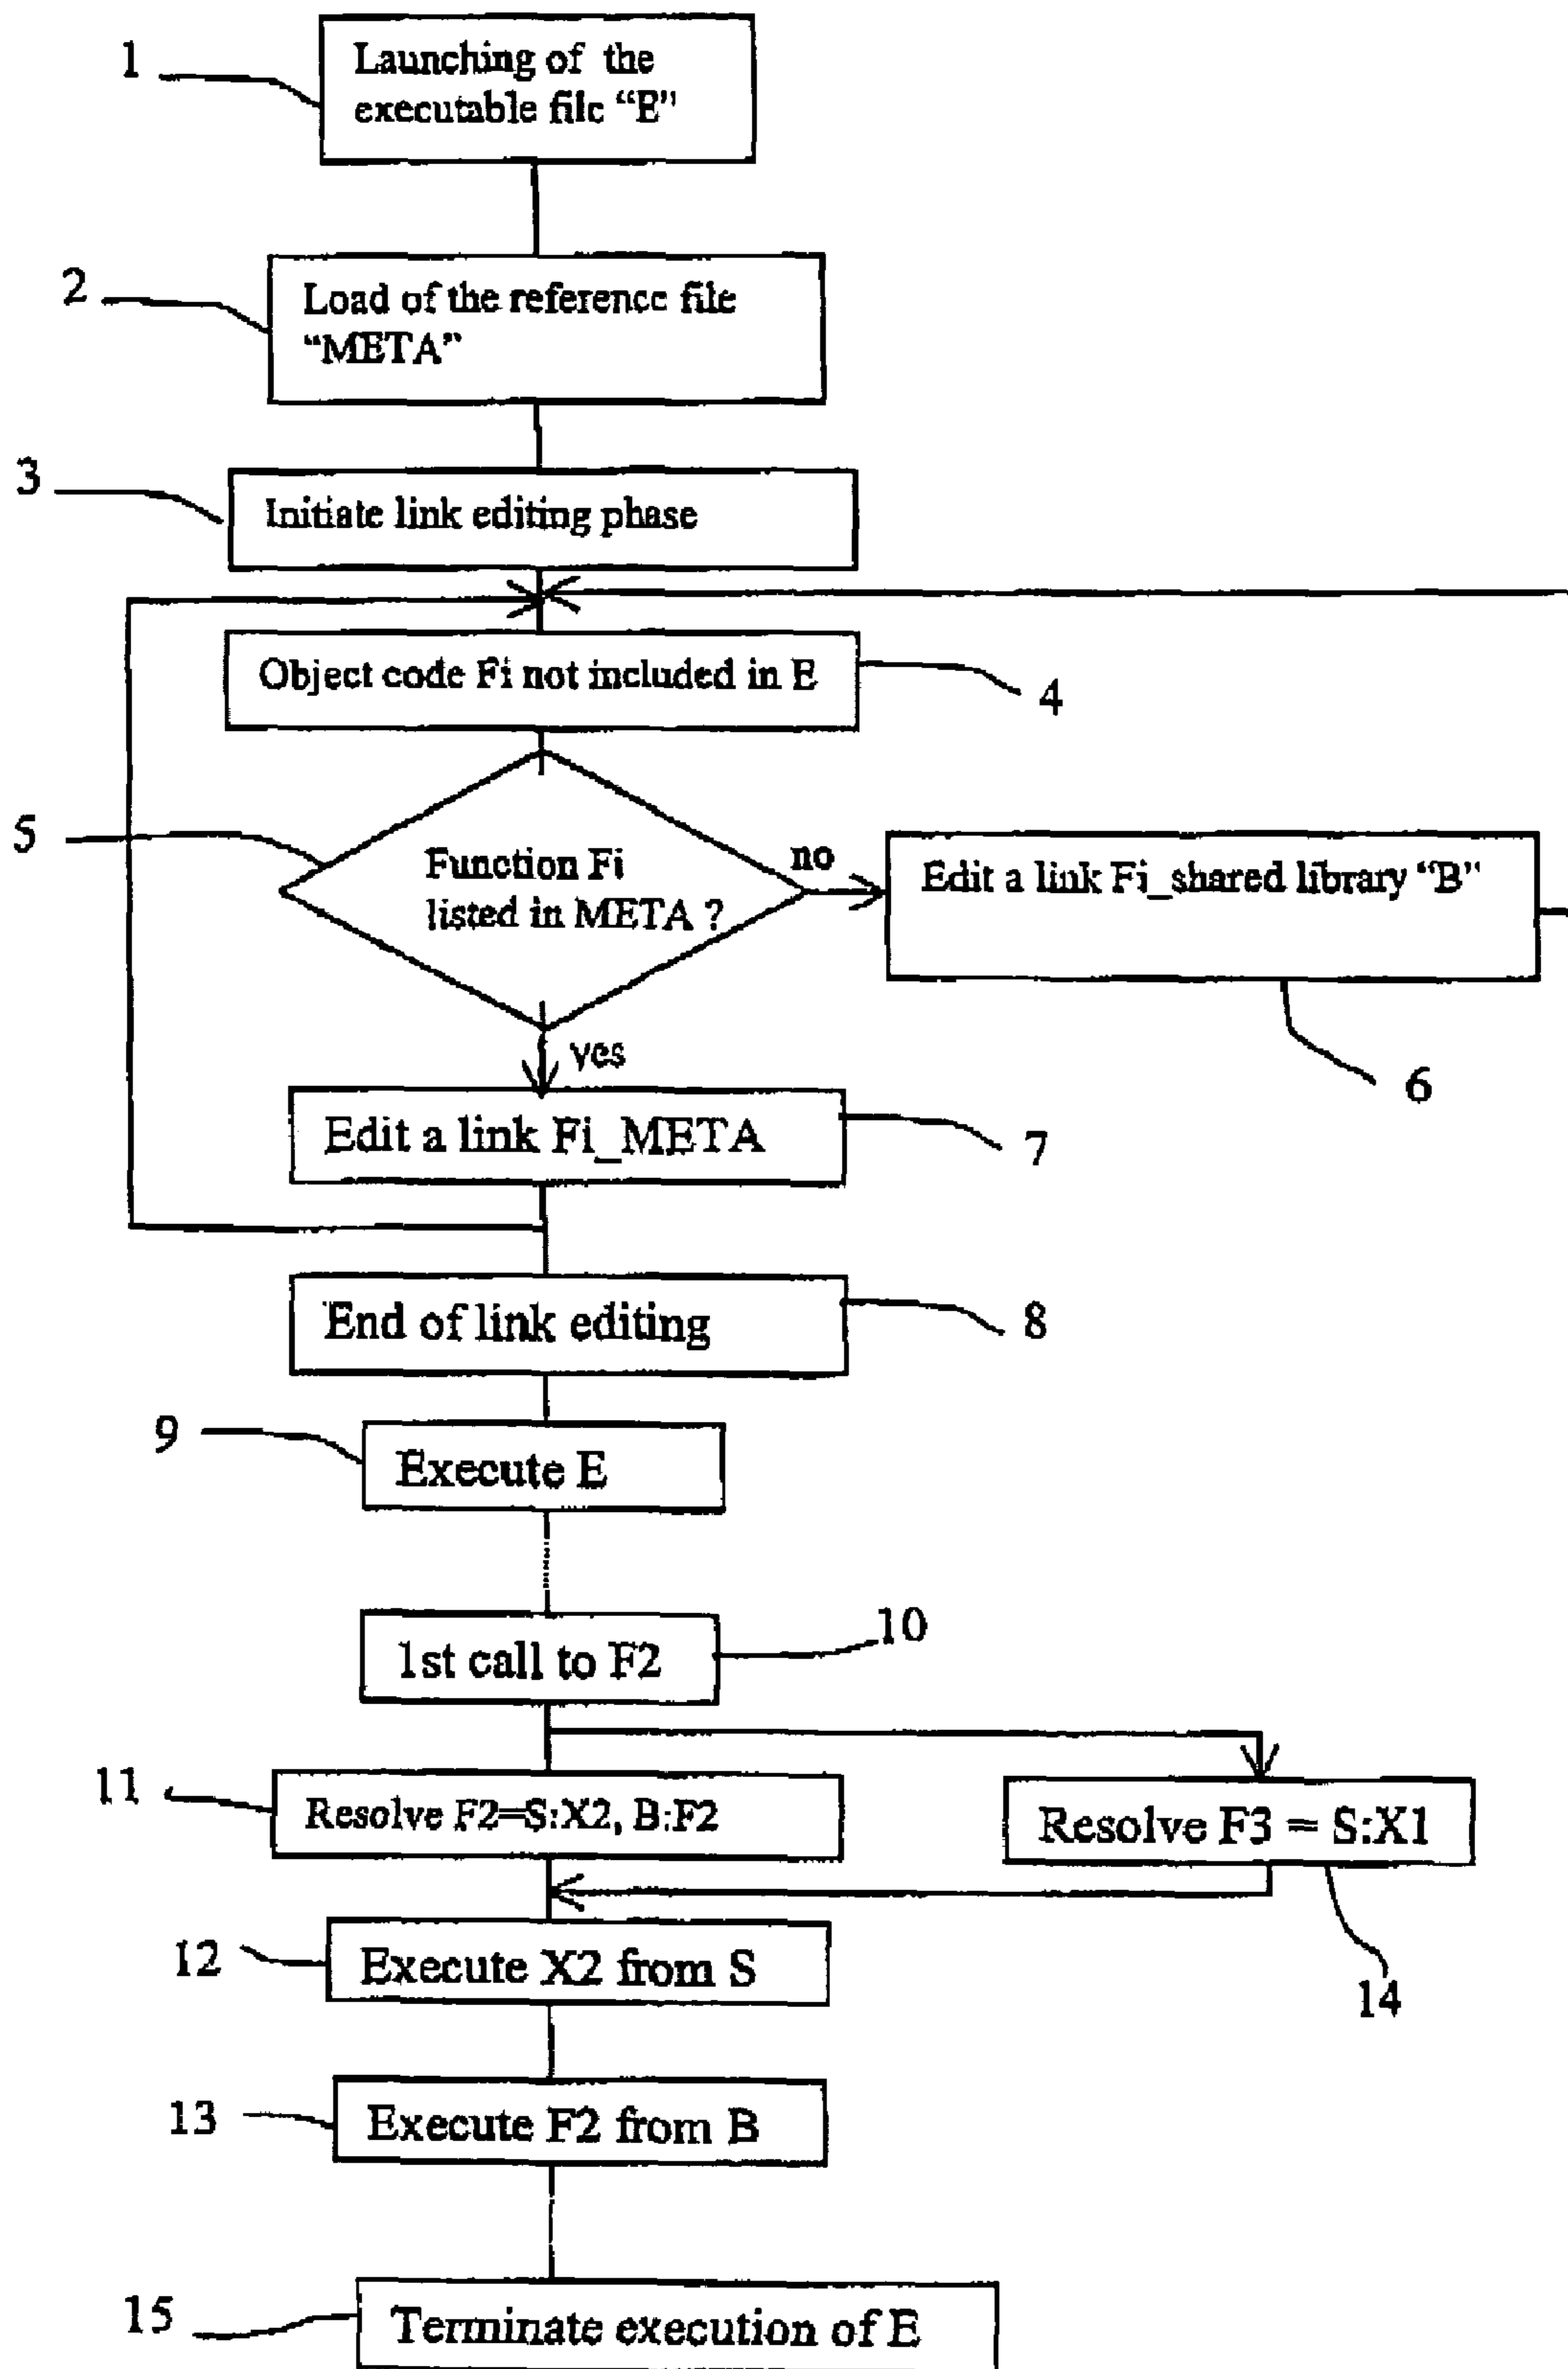 1
Launching of the
executable file “E”
2
Load of the reference file
“META”
3
Initiate link editing phase
Object code Fi not included in E
4
5
Function Fi
listed in META ?
no
Edit a link Fi_shared library “B”
6
yes
Edit a link Fi_META
7
End of link editing
8
9
Execute E
1st call to F2
10
11
Resolve F2=S:X2, B:F2
Resolve F3 = S:X1
14
12
Execute X2 from S
13
Execute F2 from B
15
Terminate execution of E